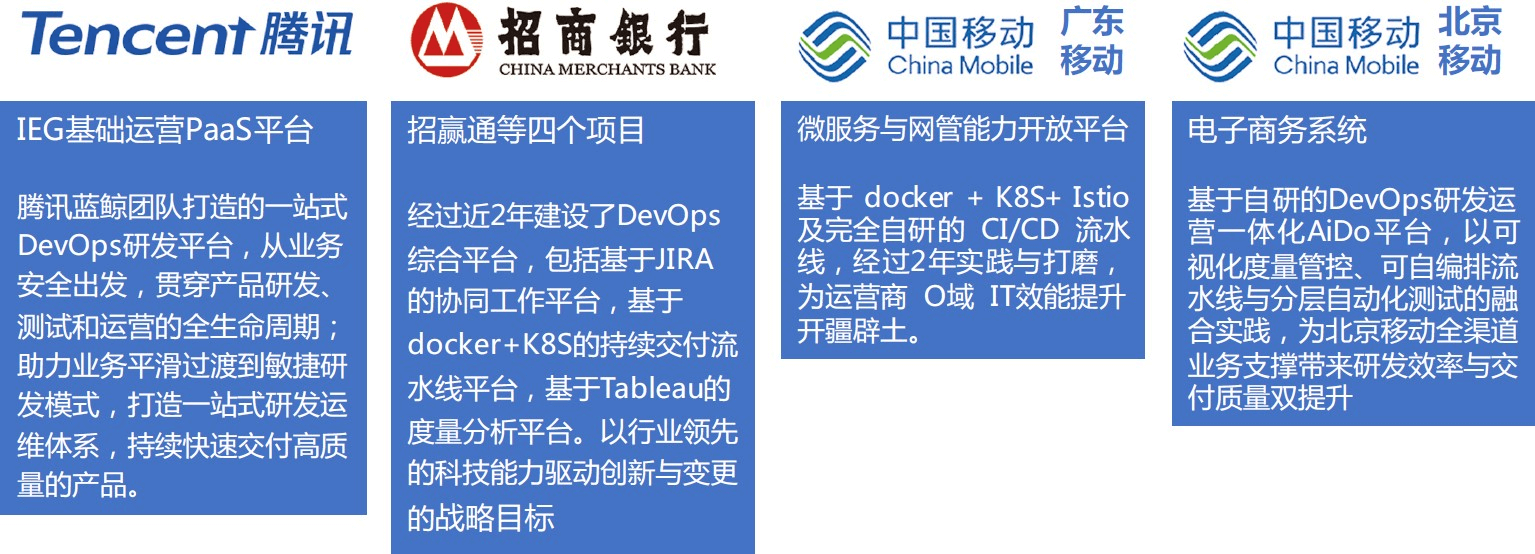 Tencent 腾讯
IEG基础运营PaaS平台
腾讯蓝鲸团队打造的一站式
DevOps研发平台，从业务
安全出发，贯穿产品研发、
测试和运营的全生命周期；
助力业务平滑过渡到敏捷研
发模式，打造一站式研发运
维体系，持续快速交付高质
量的产品。
招商银行
CHINA MERCHANTS BANK
招赢通等四个项目
经过近2年建设了DevOps
综合平台，包括基于JIRA
的协同工作平台，基于
docker+K8S的持续交付流
水线平台，基于Tableau的
度量分析平台。以行业领先
的科技能力驱动创新与变更
的战略目标
中国移动
China Mobile
广东
移动
微服务与网管能力开放平台
基于 docker + K8S+ Istio
及完全自研的 CI/CD 流水
线，经过2年实践与打磨，
为运营商 O域 IT效能提升
开疆辟土。
中国移动
China Mobile
北京
移动
电子商务系统
基于自研的DevOps研发运
营一体化AiDo平台，以可
视化度量管控、可自编排流
水线与分层自动化测试的融
合实践，为北京移动全渠道
业务支撑带来研发效率与交
付质量双提升